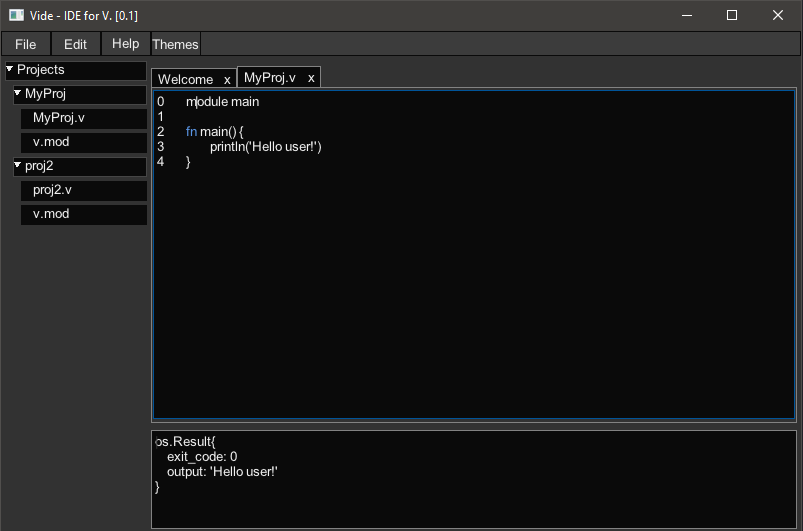 Vide - IDE for V. [0.1]
File Edit Help Themes
Projects
MyProj
MyProj.v
v.mod
proj2
proj2.v
v.mod
Welcome x MyProj.v x
0 module main
1
2 fn main() {
3 println('Hello user!')
4 }
os.Result{
exit_code: 0
output: 'Hello user!'
}